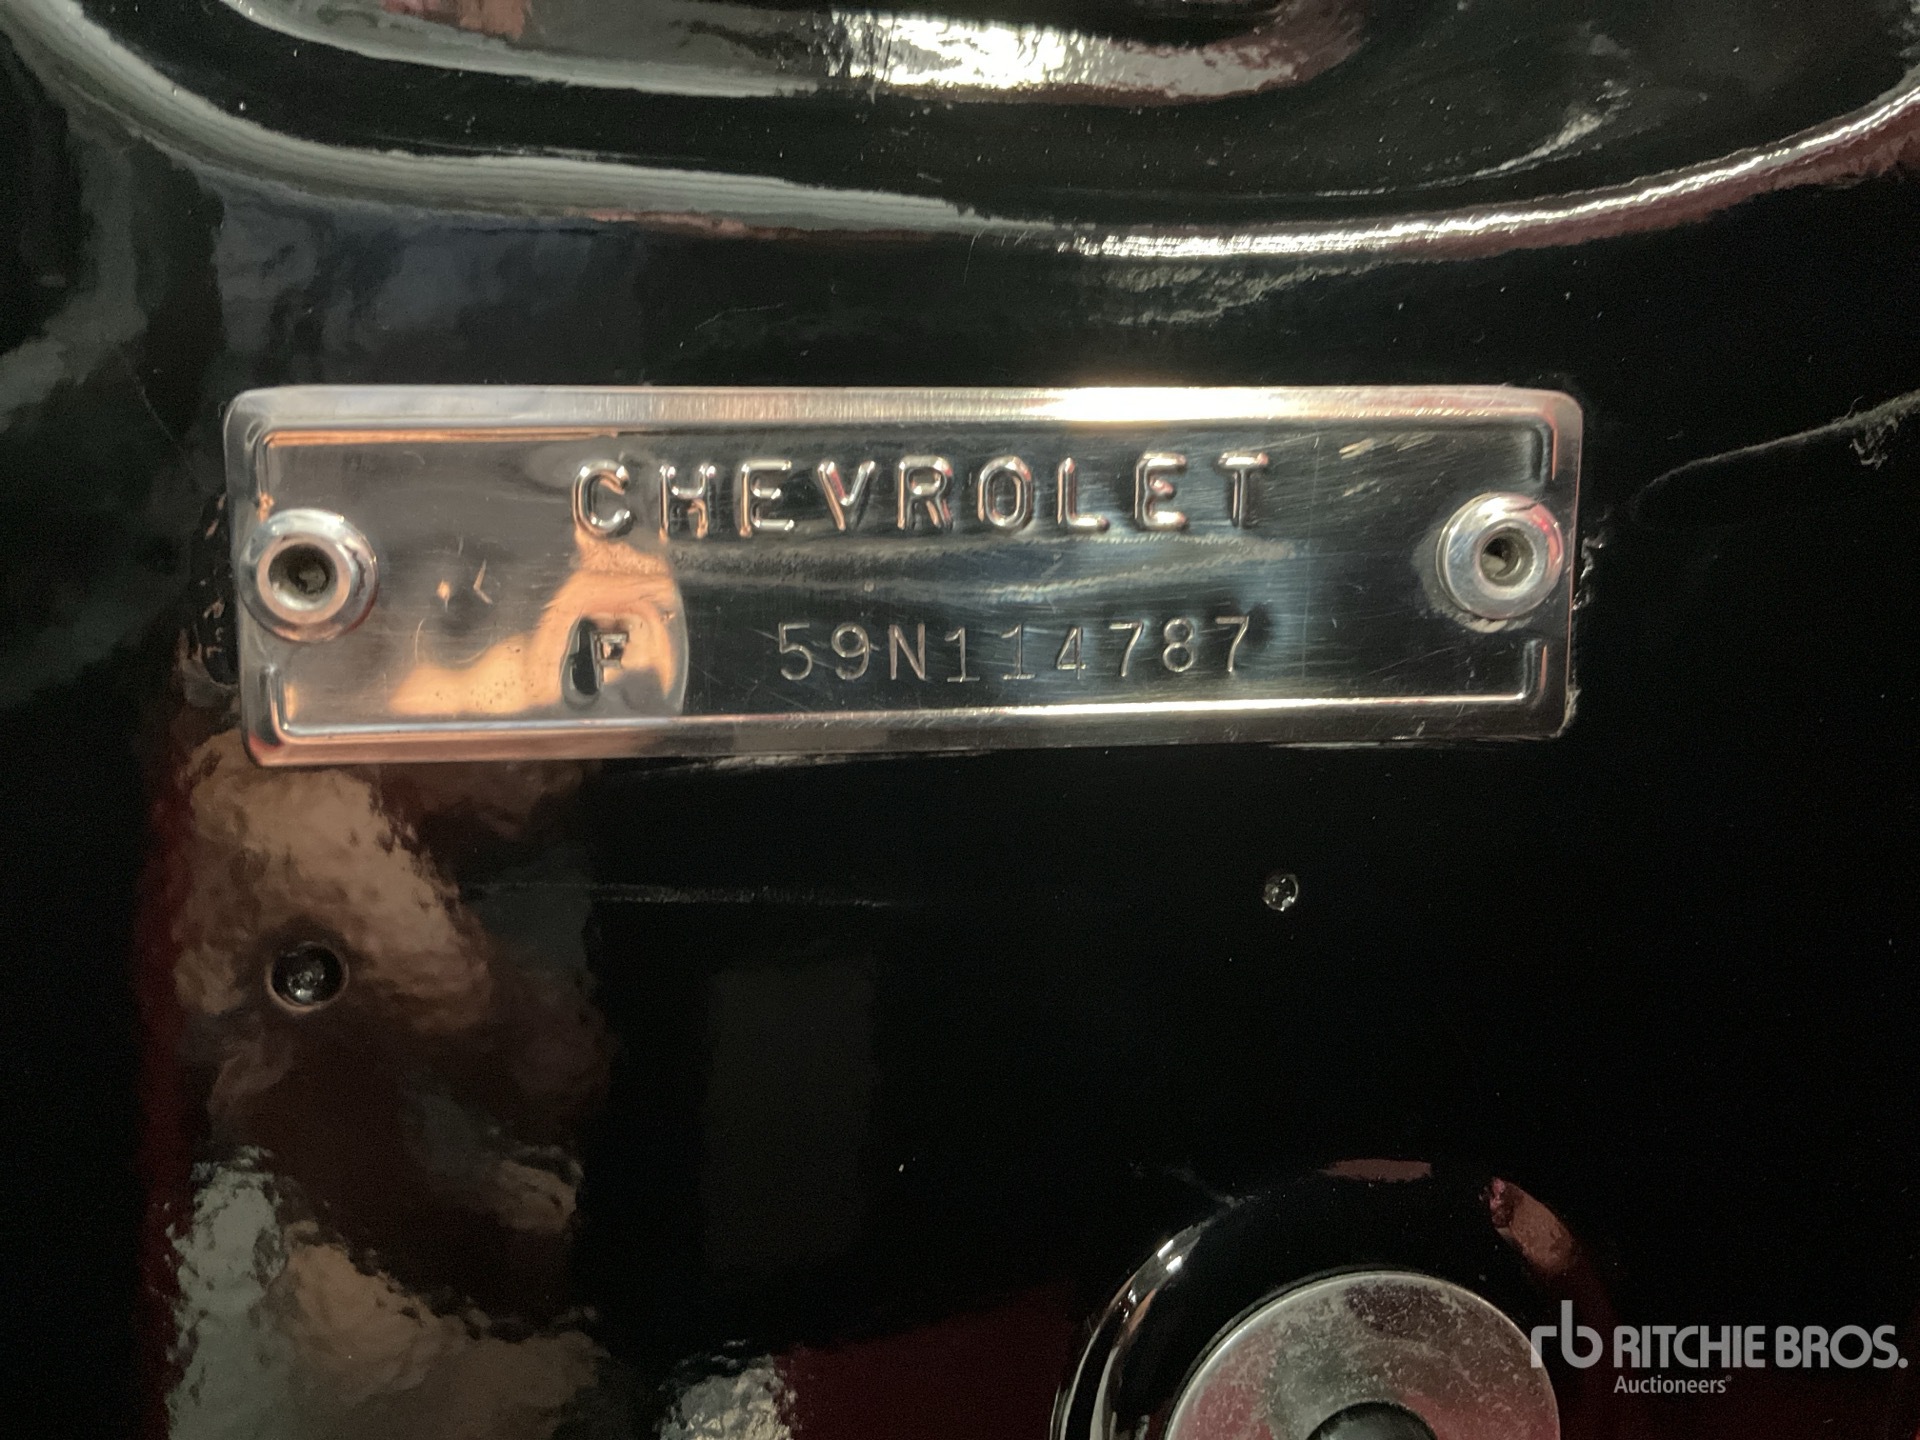 CHEVROLET
F 59N114787
rb RITCHIE BROS.
Auctioneers®